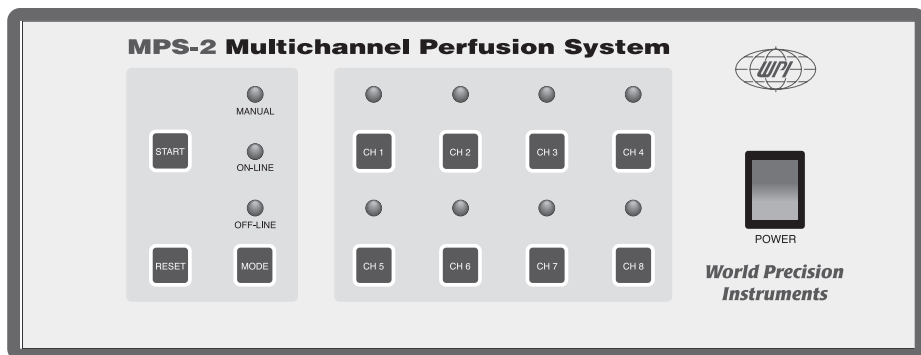 MPS-2 Multichannel Perfusion System
WPI
MANUAL
START
ON-LINE
OFF-LINE
RESET
MODE
CH 1
CH 2
CH 3
CH 4
CH 5
CH 6
CH 7
CH 8
POWER
World Precision
Instruments